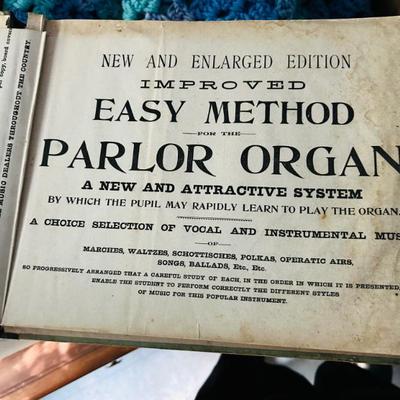 per copy, board covers
MUSIC DEALERS THROUGHOUT THE COUNTRY.
NEW AND ENLARGED EDITION
IMPROVED
EASY METHOD
FOR THE
PARLOR ORGAN
A NEW AND ATTRACTIVE SYSTEM
BY WHICH THE PUPIL MAY RAPIDLY LEARN TO PLAY THE ORGAN.
A CHOICE SELECTION OF VOCAL AND INSTRUMENTAL MUS
OF
MARCHES, WALTZES, SCHOTTISCHES, POLKAS, OPERATIC AIRS,
SONGS, BALLADS, Etc., Etc.
SO PROGRESSIVELY ARRANGED THAT A CAREFUL STUDY OF EACH, IN THE ORDER IN WHICH IT IS PRESENTED,
ENABLE THE STUDENT TO PERFORM CORRECTLY THE DIFFERENT STYLES
OF MUSIC FOR THIS POPULAR INSTRUMENT.